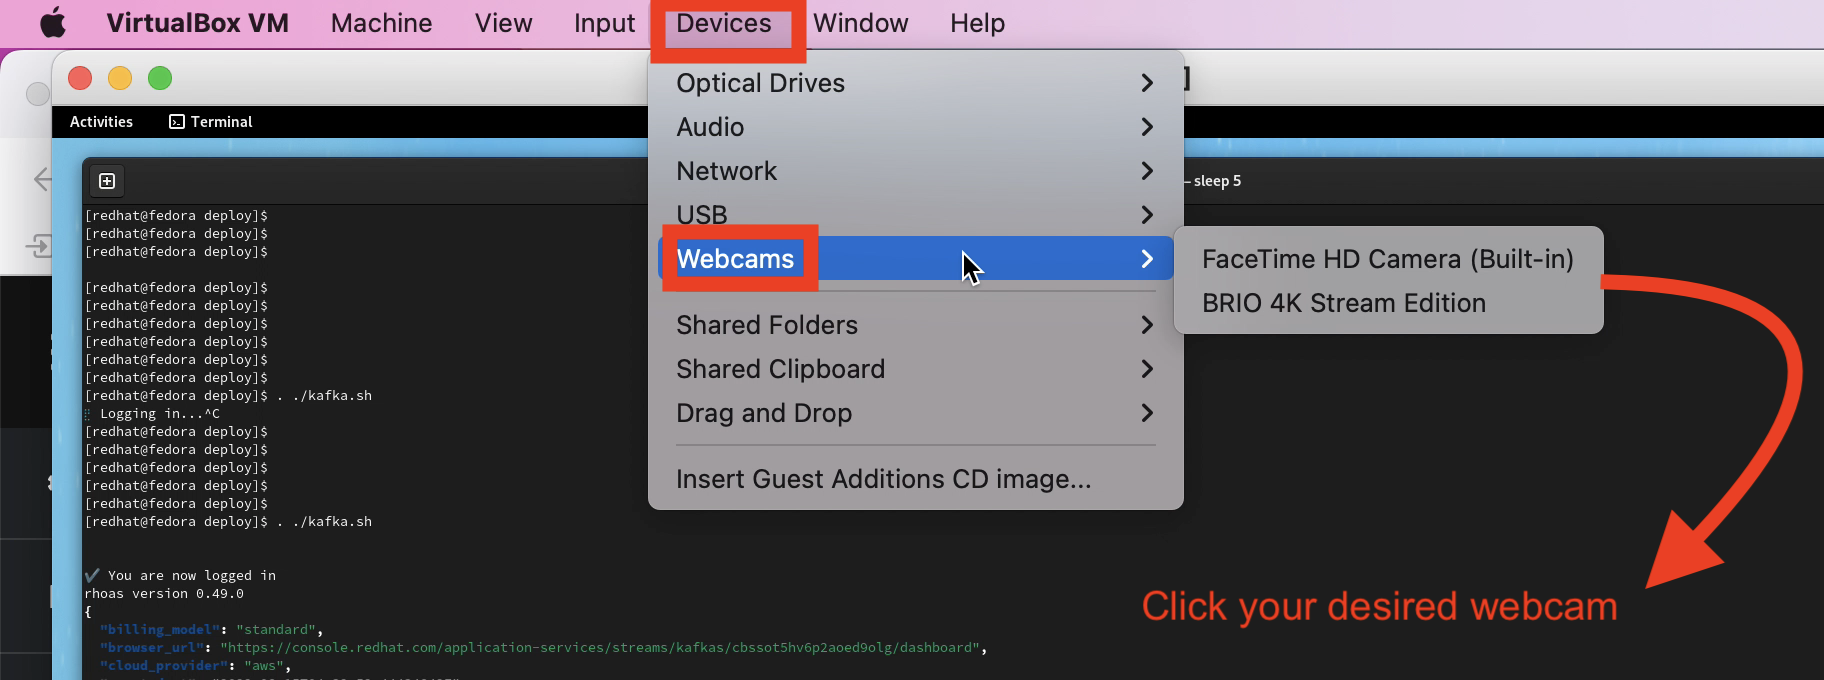 VirtualBox VM Machine View Input Devices Window Help
]
Activities Terminal
Optical Drives
Audio
Network
USB
Webcams
Shared Folders
Shared Clipboard
Drag and Drop
Insert Guest Additions CD image...
FaceTime HD Camera (Built-in)
BRIO 4K Stream Edition
– sleep 5
[redhat@fedora deploy]$
[redhat@fedora deploy]$
[redhat@fedora deploy]$
[redhat@fedora deploy]$
[redhat@fedora deploy]$
[redhat@fedora deploy]$
[redhat@fedora deploy]$
[redhat@fedora deploy]$
[redhat@fedora deploy]$
[redhat@fedora deploy]$ . ./kafka.sh
Logging in...^C
[redhat@fedora deploy]$
[redhat@fedora deploy]$
[redhat@fedora deploy]$
[redhat@fedora deploy]$
[redhat@fedora deploy]$
[redhat@fedora deploy]$ . ./kafka.sh
✔ You are now logged in
rhoas version 0.49.0
{
"billing_model": "standard",
"browser_url": "https://console.redhat.com/application-services/streams/kafkas/cbssot5hv6p2aoed9olg/dashboard",
"cloud_provider": "aws",
Click your desired webcam